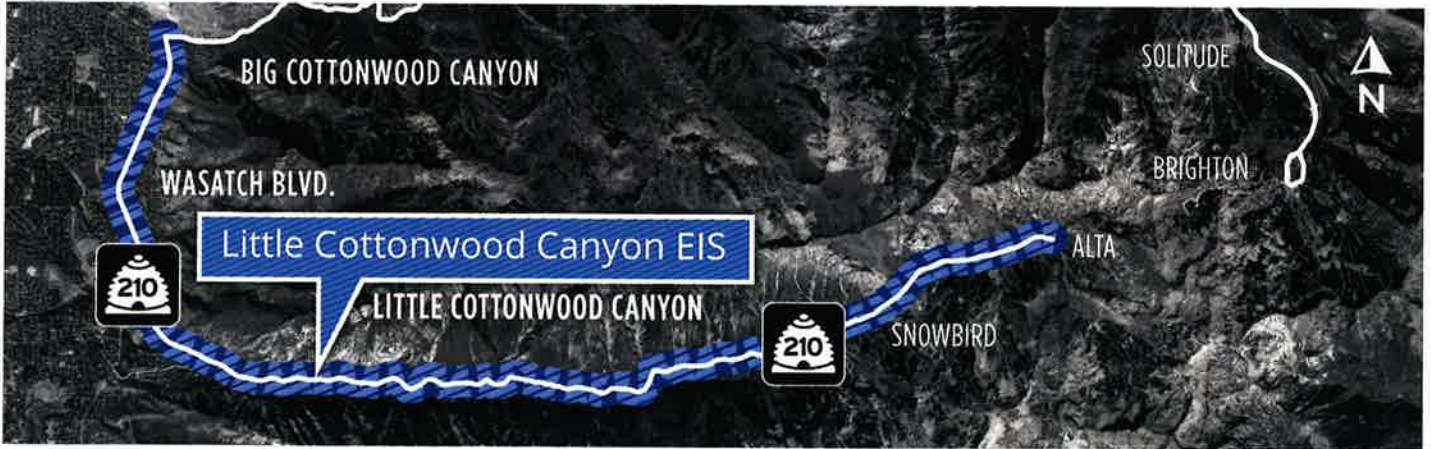 SOLITUDE
BIG COTTONWOOD CANYON
N
BRIGHTON
WASATCH BLVD.
Little Cottonwood Canyon EIS
ALTA
210
LITTLE COTTONWOOD CANYON
210
SNOWBIRD